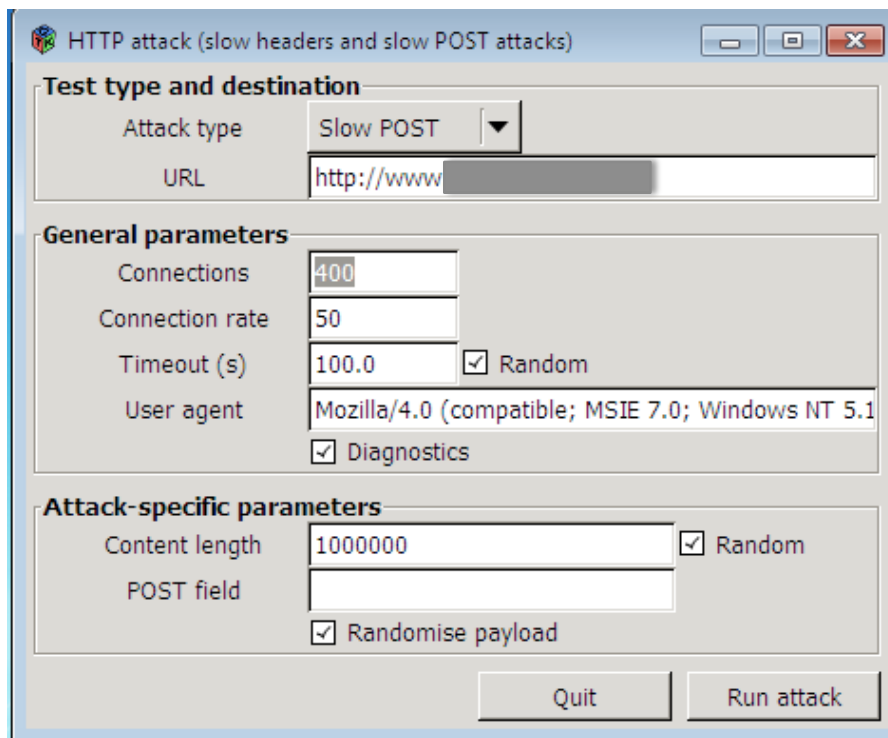 HTTP attack (slow headers and slow POST attacks)
Test type and destination
Attack type Slow POST
URL http://www
General parameters
Connections 400
Connection rate 50
Timeout (s) 100.0 Random
User agent Mozilla/4.0 (compatible; MSIE 7.0; Windows NT 5.1
Diagnostics
Attack-specific parameters
Content length 1000000 Random
POST field
Randomise payload
Quit Run attack